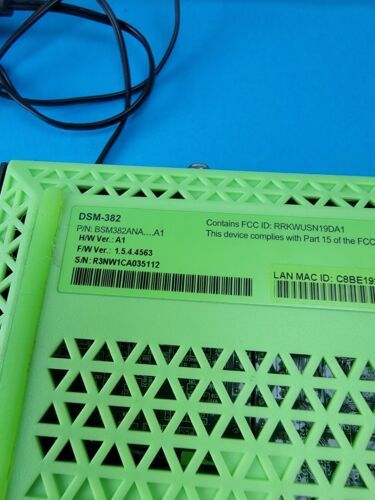 DSM-382
P/N: BSM382ANA....A1
H/W Ver.: A1
F/W Ver.: 1.5.4.4563
S/N: R3NW1CA035112
Contains FCC ID: RRKWUSN19DA1
This device complies with Part 15 of the FCC
LAN MAC ID: C8BE19